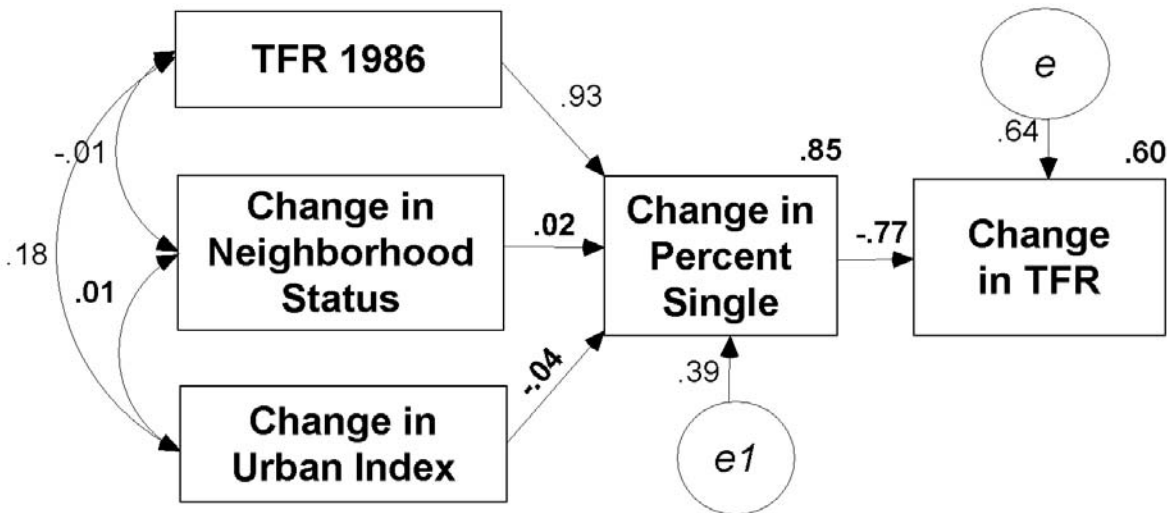 TFR 1986
e
.93
.64
-.01
.85
.60
Change in
Neighborhood
Status
.02
Change in
Percent
Single
-.77
Change
in TFR
.18
.01
-.04
.39
Change in
Urban Index
e1